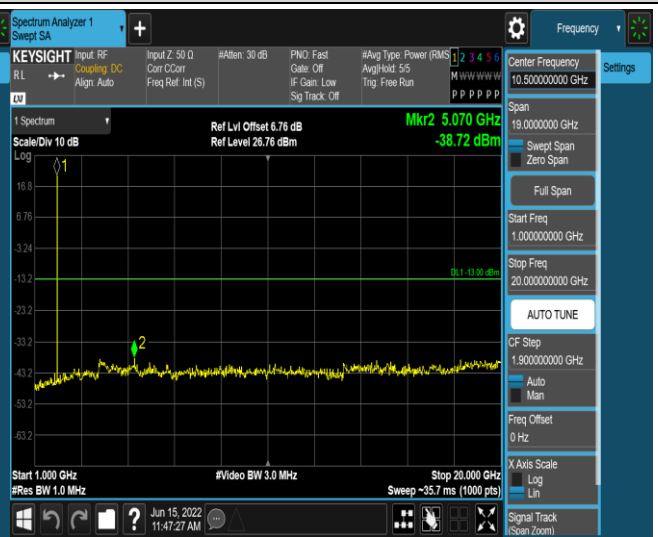 Spectrum Analyzer 1
Swept SA
+
Frequency
KEYSIGHT
Input: RF
Input Z: 50 Ω
#Atten: 30 dB
PNO: Fast
#Avg Type: Power (RMS
1 2 3 4 5 6
RL
Coupling: DC
Corr CCorr
Gate: Off
Avg|Hold: 5/5
M W W W W W
Align: Auto
Freq Ref: Int (S)
IF Gain: Low
Trig: Free Run
Sig Track: Off
P P P P P P
LXI
1 Spectrum
Ref Lvl Offset 6.76 dB
Mkr2 5.070 GHz
Scale/Div 10 dB
Ref Level 26.76 dBm
-38.72 dBm
Log
1
16.8
6.76
-3.24
DL1 -13.00 dBm
-13.2
-23.2
-33.2
2
-43.2
-53.2
-63.2
Start 1.000 GHz
#Video BW 3.0 MHz
Stop 20.000 GHz
#Res BW 1.0 MHz
Sweep ~35.7 ms (1000 pts)
?
Jun 15, 2022
11:47:27 AM
Center Frequency
10.500000000 GHz
Span
19.0000000 GHz
Swept Span
Zero Span
Full Span
Start Freq
1.000000000 GHz
Stop Freq
20.000000000 GHz
AUTO TUNE
CF Step
1.900000000 GHz
Auto
Man
Freq Offset
0 Hz
X Axis Scale
Log
Lin
Signal Track
(Span Zoom)
Settings